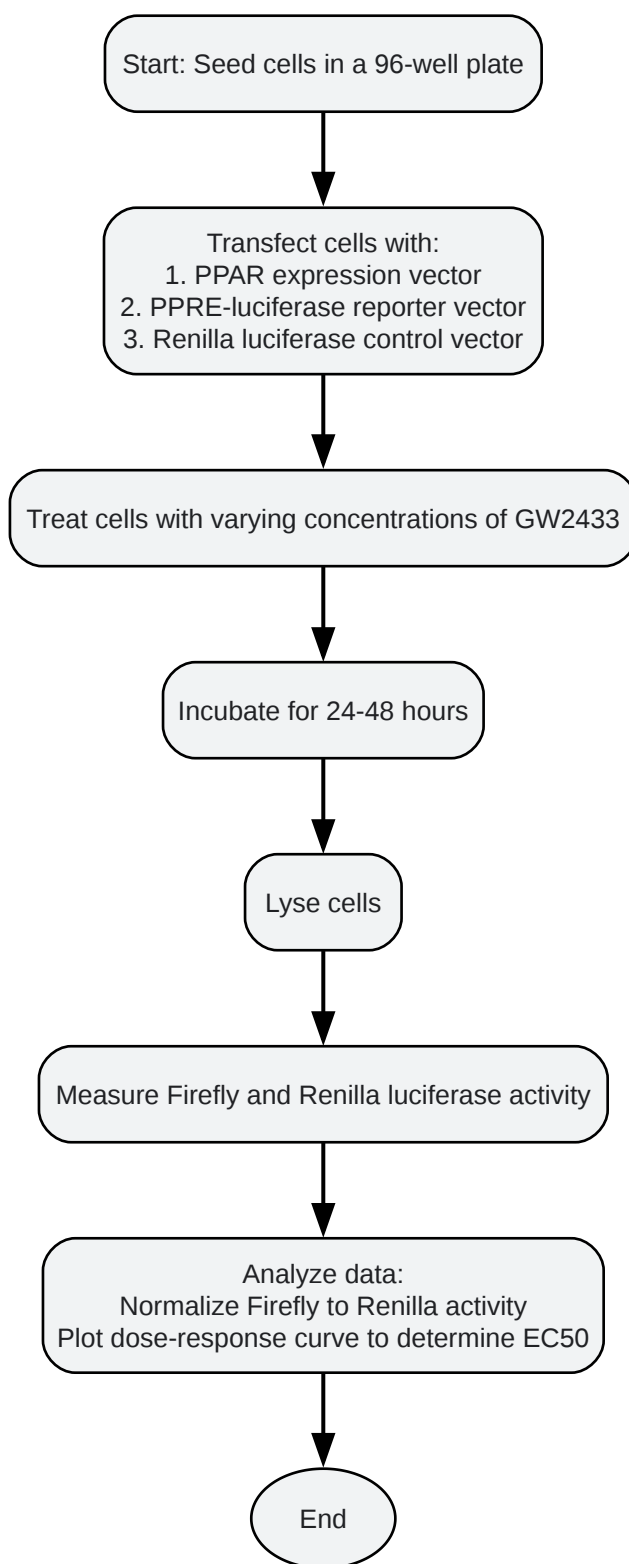 Start: Seed cells in a 96-well plate
Transfect cells with:
1. PPAR expression vector
2. PPRE-luciferase reporter vector
3. Renilla luciferase control vector
Treat cells with varying concentrations of GW2433
Incubate for 24-48 hours
Lyse cells
Measure Firefly and Renilla luciferase activity
Analyze data:
Normalize Firefly to Renilla activity
Plot dose-response curve to determine EC50
End